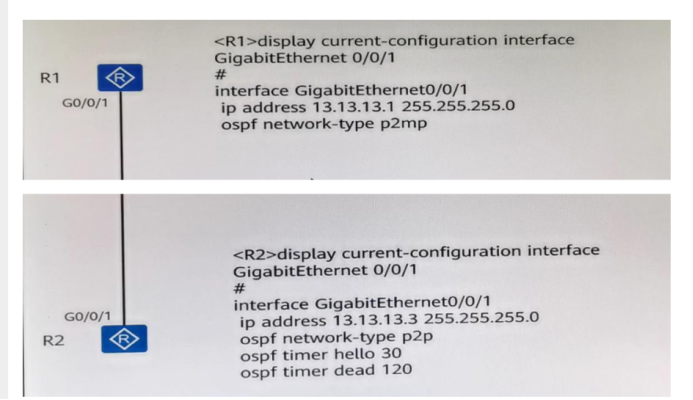 <R1>display current-configuration interface
GigabitEthernet 0/0/1
#
R1
interface GigabitEthernet0/0/1
G0/0/1
ip address 13.13.13.1 255.255.255.0
ospf network-type p2mp
<R2>display current-configuration interface
GigabitEthernet 0/0/1
#
interface GigabitEthernet0/0/1
G0/0/1
ip address 13.13.13.3 255.255.255.0
R2
ospf network-type p2p
ospf timer hello 30
ospf timer dead 120